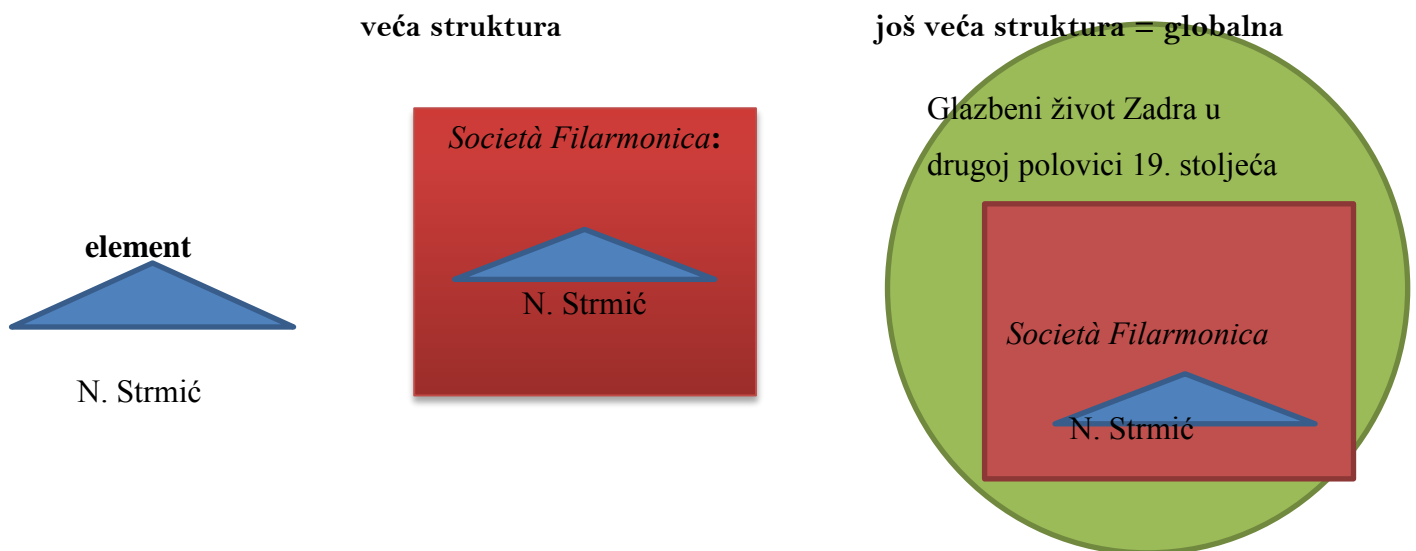 veća struktura
još veća struktura = globalna
Glazbeni život Zadra u
drugoj polovici 19. stoljeća
Società Filarmonica:
element
N. Strmić
N. Strmić
Società Filarmonica
N. Strmić